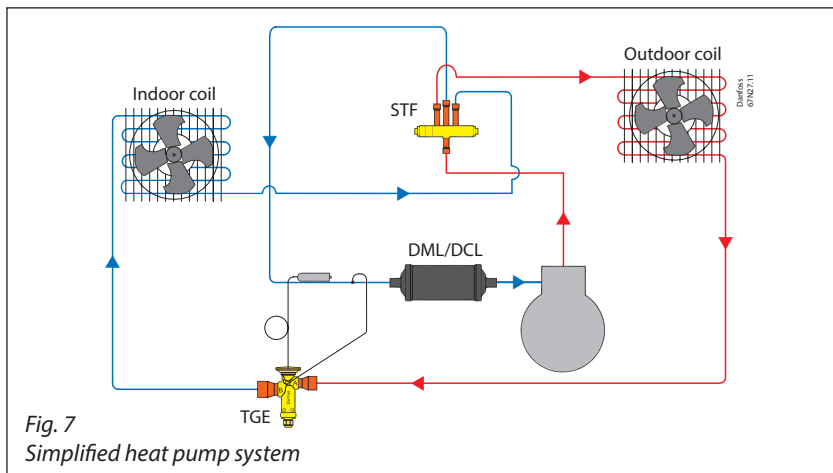 Indoor coil
STF
Outdoor coil
Danfoss
67N27.11
DML/DCL
TGE
Fig. 7
Simplified heat pump system